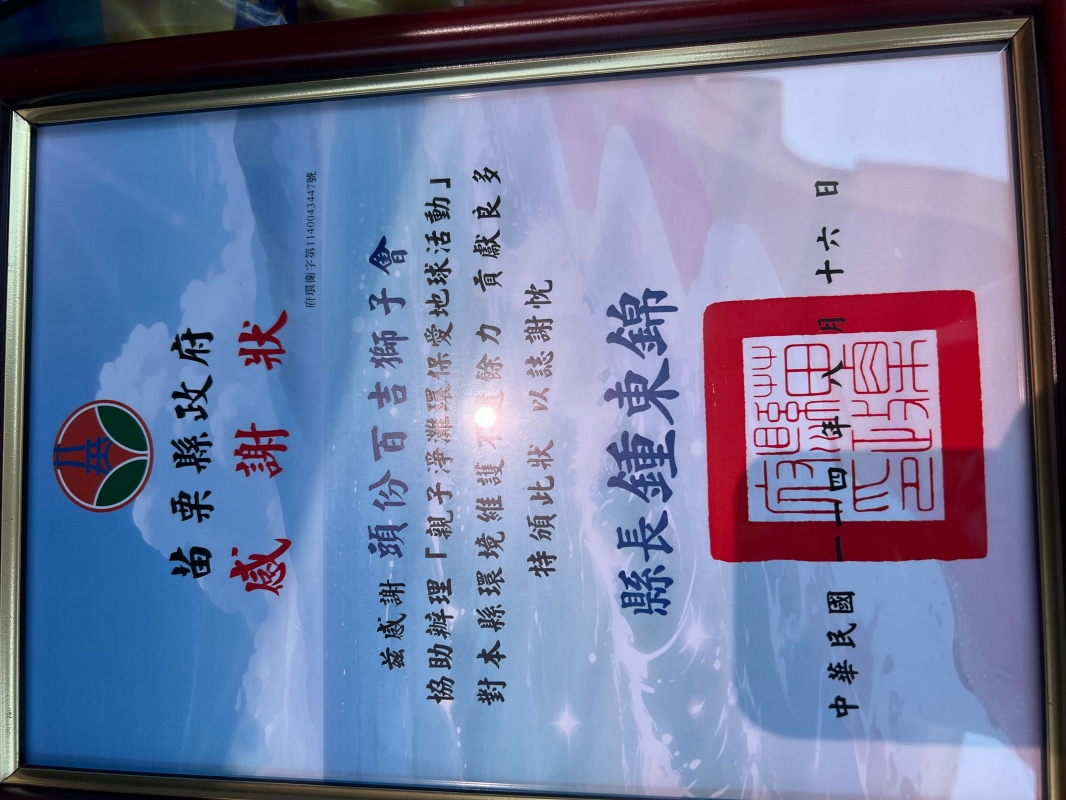 苗栗縣政府
感謝狀
府環衛字第1140043447號
茲感謝 頭份百吉獅子會
協助辦理「親子淨灘環保愛地球活動」
對本縣環境維護不遺餘力 貢獻良多
特頒此狀 以誌謝忱
縣長鍾東錦
中華民國一一四年八月十六日